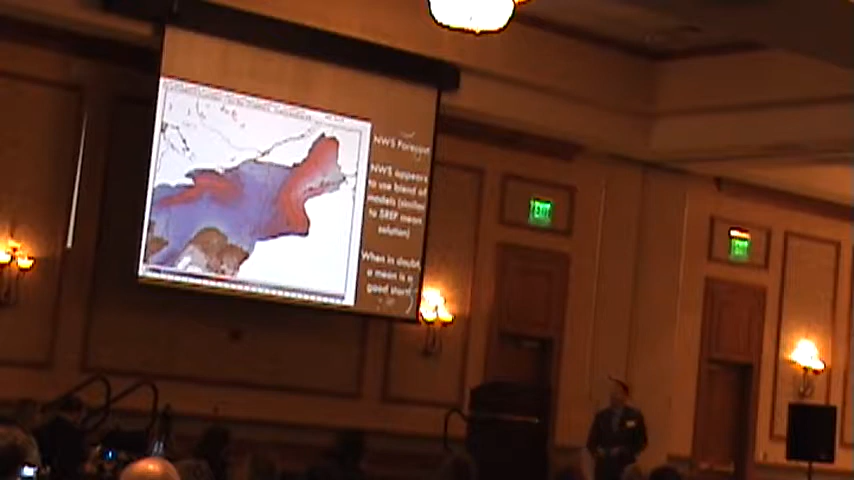 NWS Forecast
NWS appears
to use blend of
models (similar
to SREF mean
solution)
When in doubt
a mean is a
good start!
EXIT
EXIT